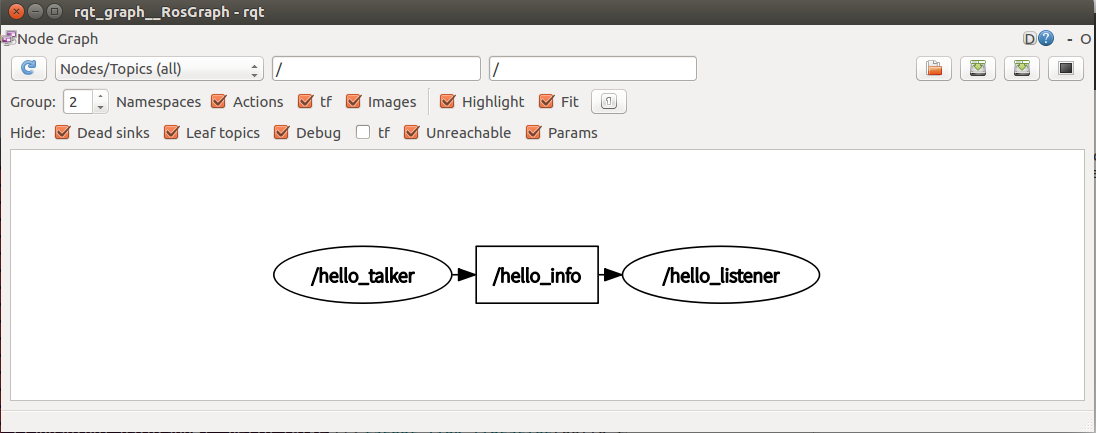 rqt_graph__RosGraph - rqt
Node Graph D ? - O
Nodes/Topics (all) / /
Group: 2 Namespaces Actions tf Images Highlight Fit
Hide: Dead sinks Leaf topics Debug tf Unreachable Params
/hello_talker /hello_info /hello_listener